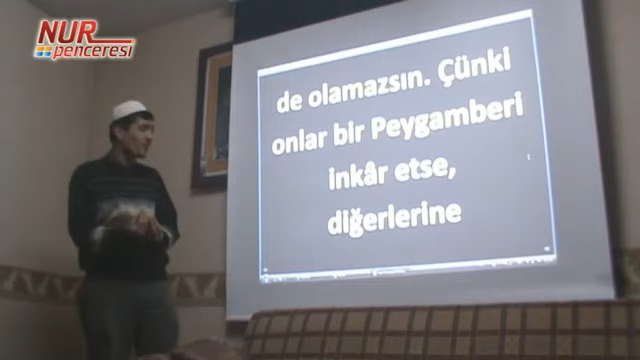 NUR
penceresi
de olamazsın. Çünki
onlar bir Peygamberi
inkâr etse,
diğerlerine